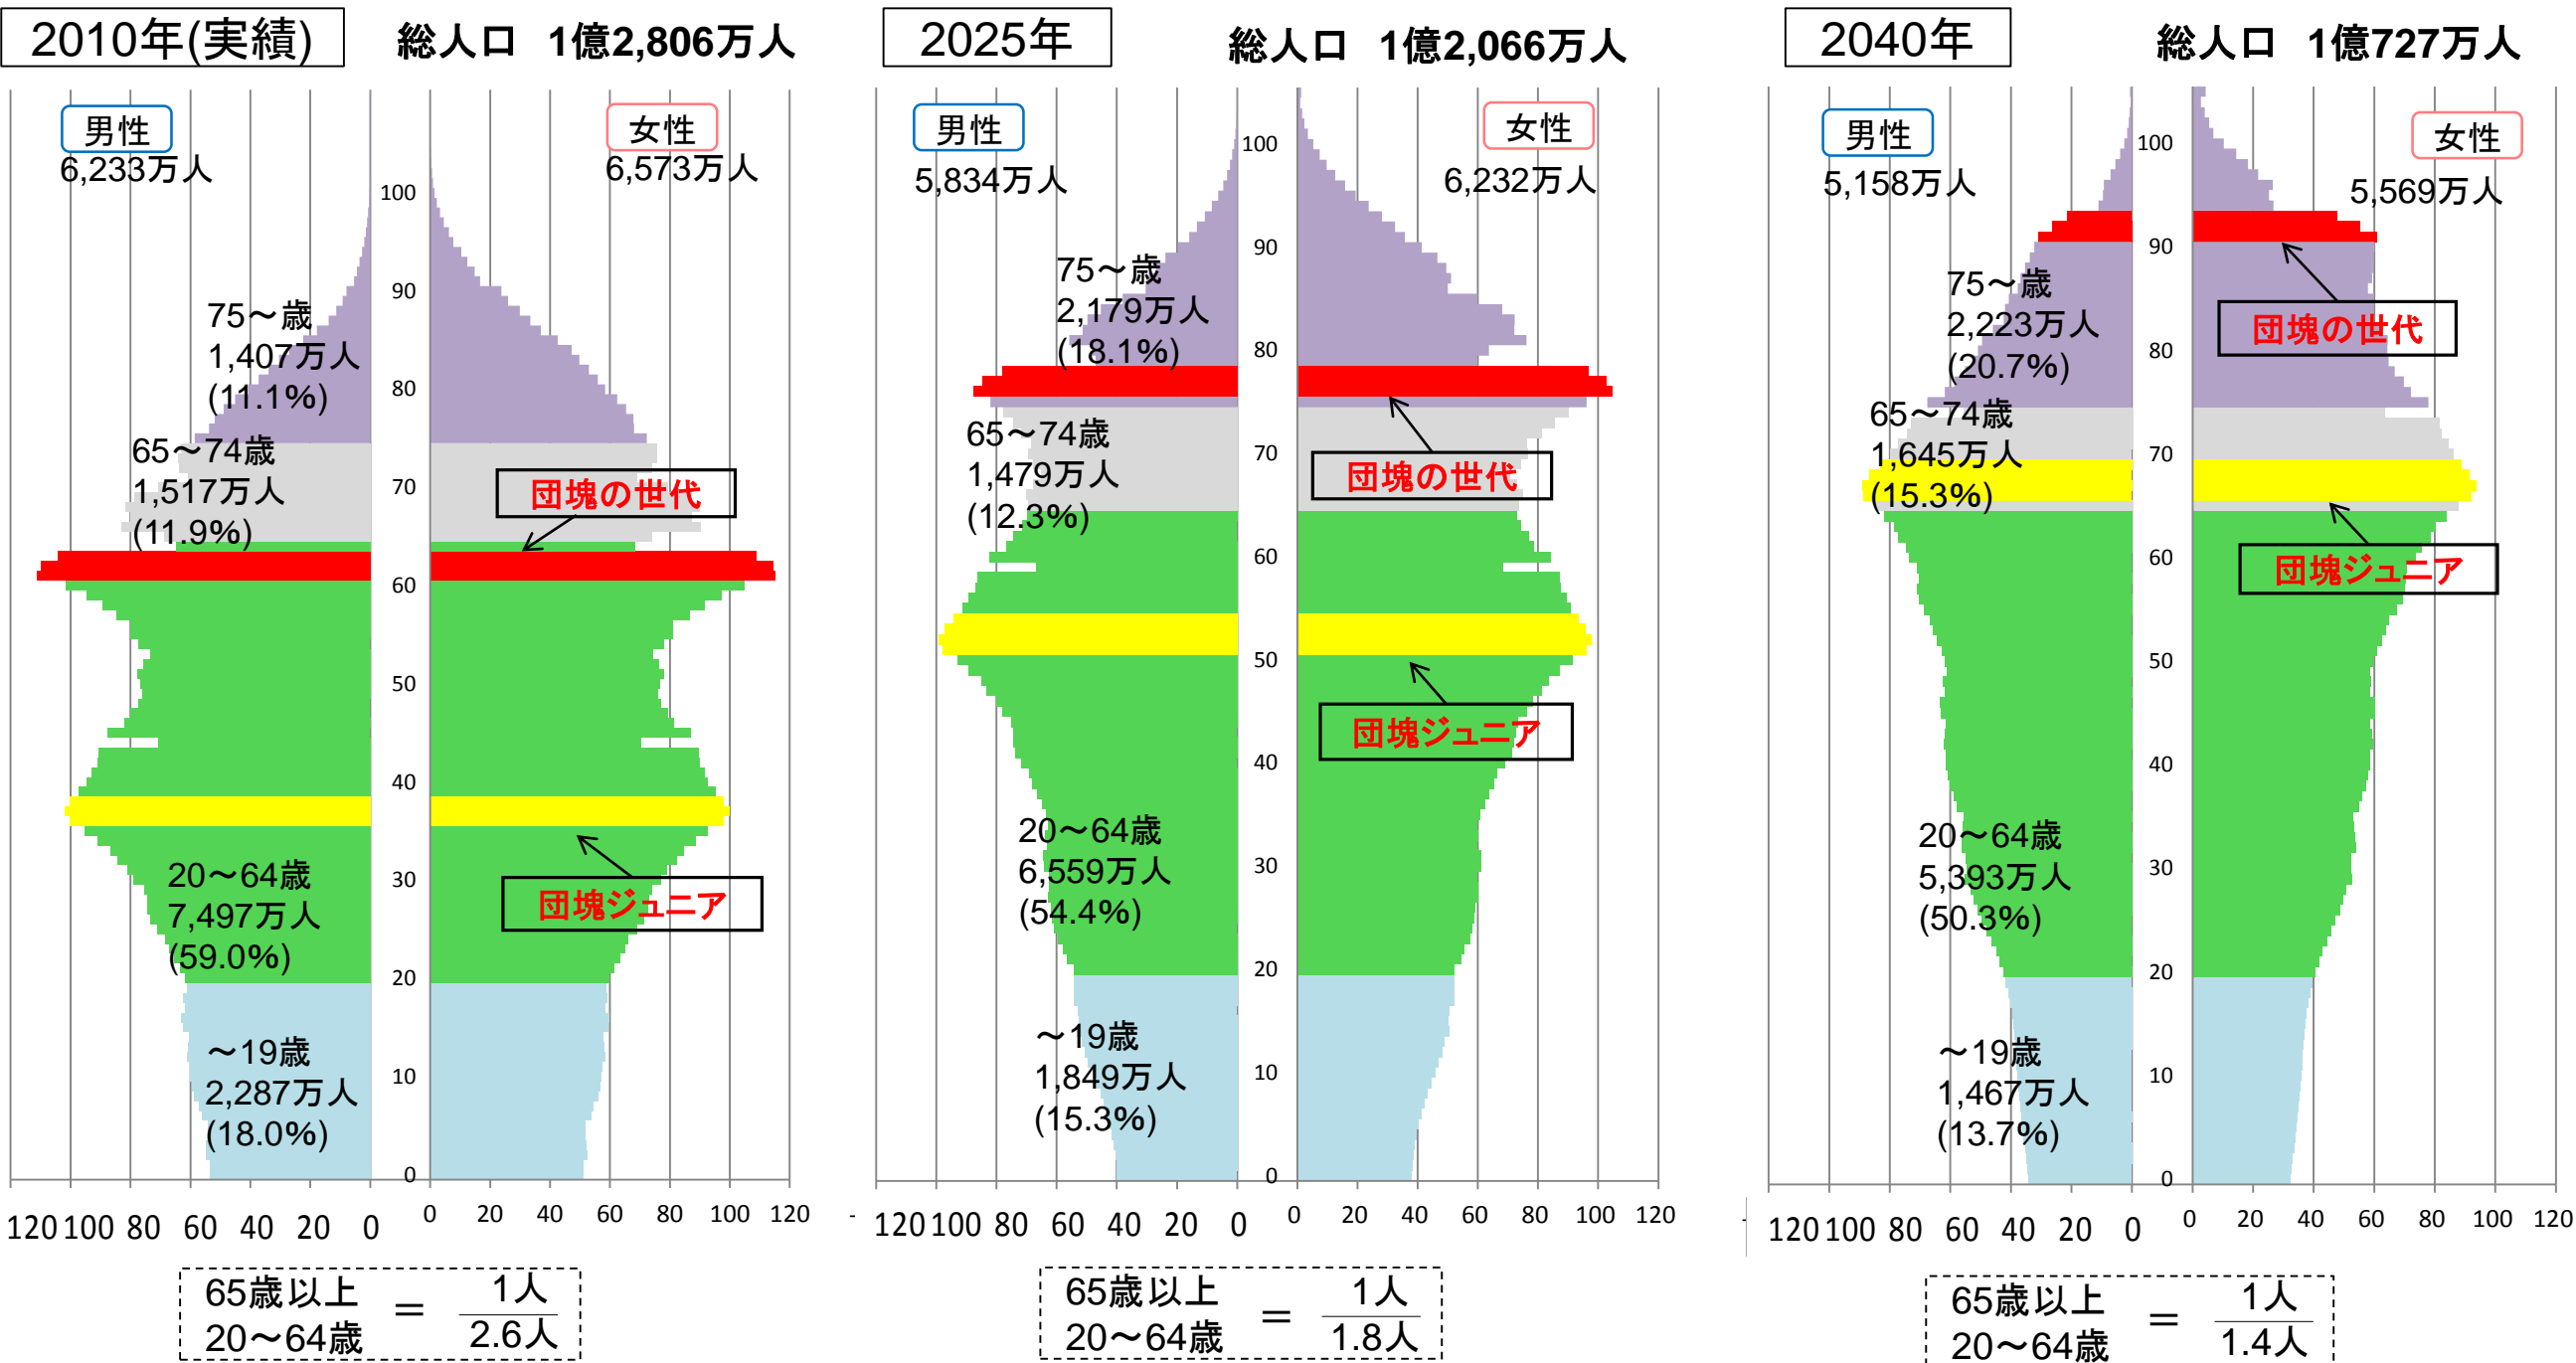 2010年(実績)
総人口 1億2,806万人
男性
6,233万人
女性
6,573万人
100
90
75～歳
1,407万人
(11.1%)
80
65～74歳
1,517万人
(11.9%)
70
団塊の世代
60
50
40
30
20～64歳
7,497万人
(59.0%)
団塊ジュニア
20
～19歳
2,287万人
(18.0%)
10
0
120 100 80 60 40 20 0
0 20 40 60 80 100 120
65歳以上
20～64歳
＝
1人
2.6人
2025年
総人口 1億2,066万人
男性
5,834万人
女性
6,232万人
100
90
75～歳
2,179万人
(18.1%)
80
65～74歳
1,479万人
(12.3%)
70
団塊の世代
60
50
団塊ジュニア
40
20～64歳
6,559万人
(54.4%)
30
20
～19歳
1,849万人
(15.3%)
10
0
120 100 80 60 40 20 0
0 20 40 60 80 100 120
65歳以上
20～64歳
＝
1人
1.8人
2040年
総人口 1億727万人
男性
5,158万人
女性
5,569万人
100
90
75～歳
2,223万人
(20.7%)
団塊の世代
80
65～74歳
1,645万人
(15.3%)
70
60
団塊ジュニア
50
40
20～64歳
5,393万人
(50.3%)
30
20
～19歳
1,467万人
(13.7%)
10
0
120 100 80 60 40 20 0
0 20 40 60 80 100 120
65歳以上
20～64歳
＝
1人
1.4人